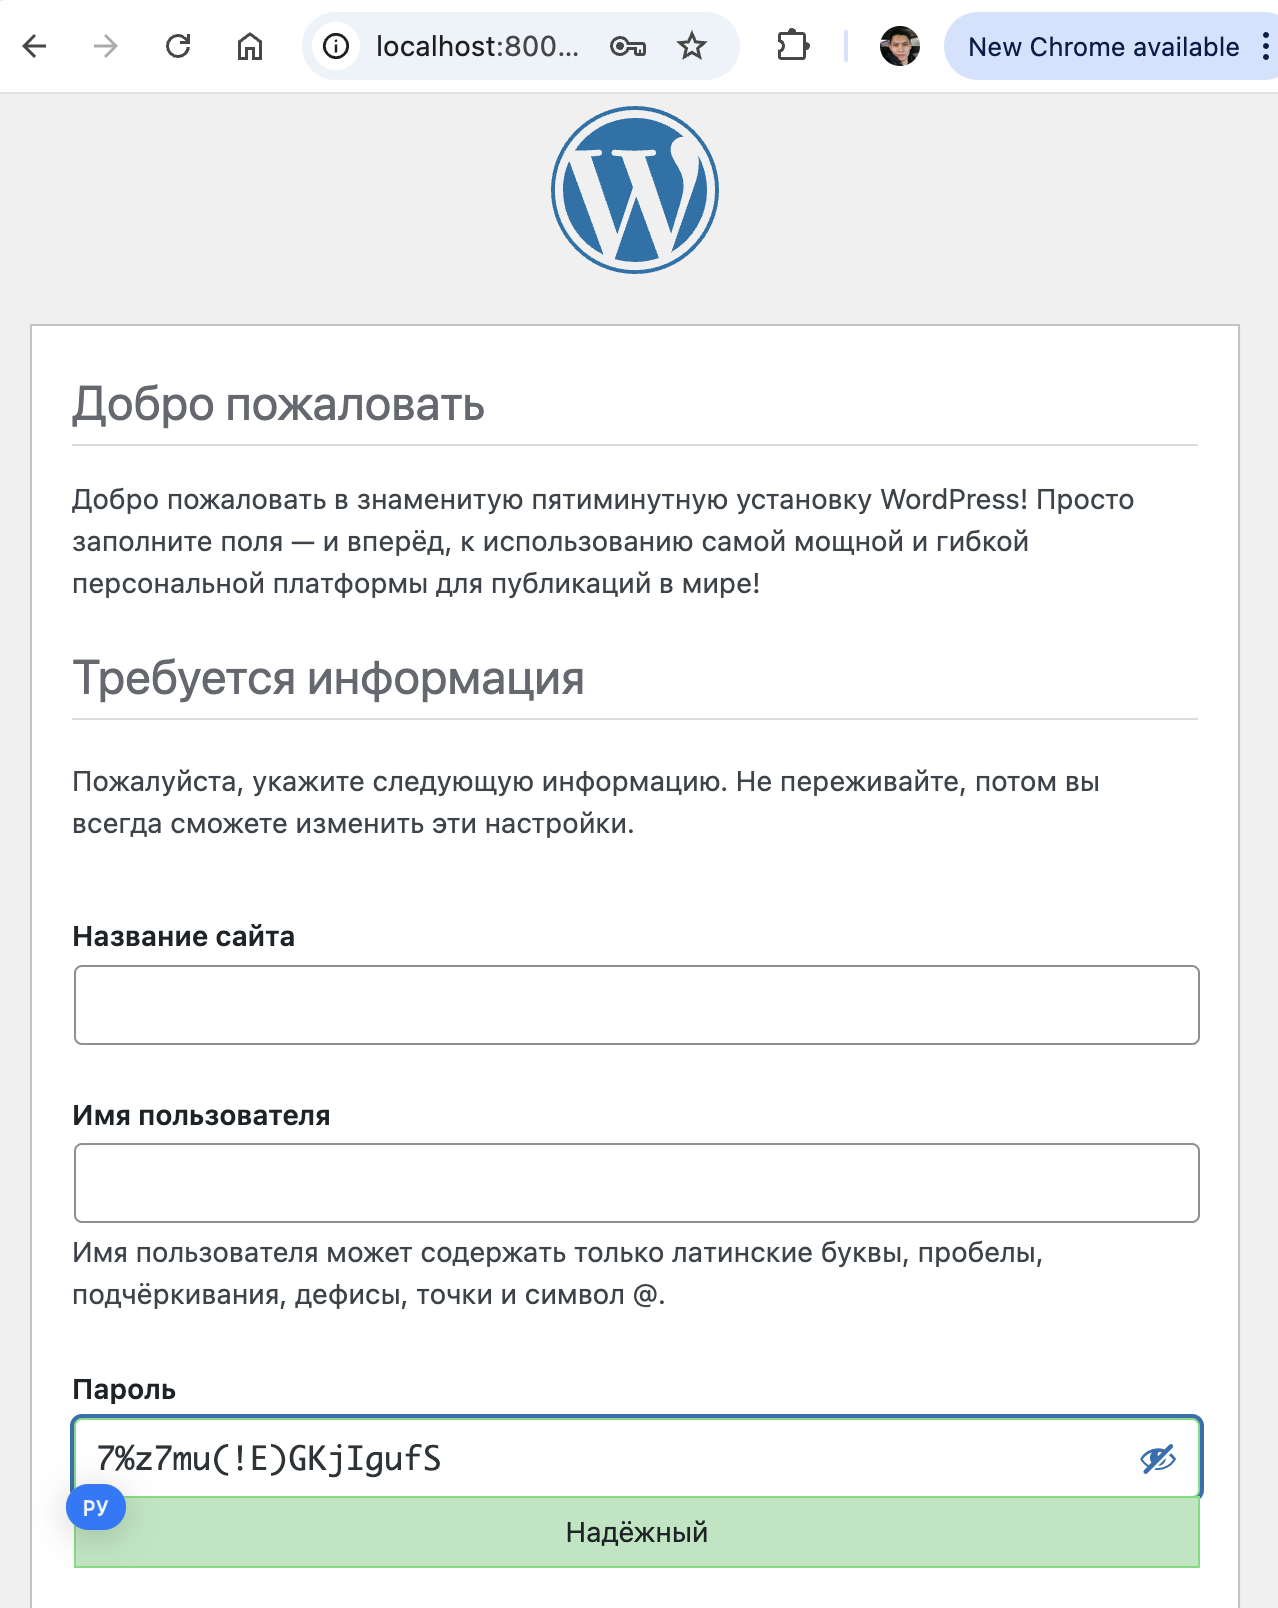 localhost:800...
New Chrome available
Добро пожаловать
Добро пожаловать в знаменитую пятиминутную установку WordPress! Просто
заполните поля — и вперёд, к использованию самой мощной и гибкой
персональной платформы для публикаций в мире!
Требуется информация
Пожалуйста, укажите следующую информацию. Не переживайте, потом вы
всегда сможете изменить эти настройки.
Название сайта
Имя пользователя
Имя пользователя может содержать только латинские буквы, пробелы,
подчёркивания, дефисы, точки и символ @.
Пароль
7%z7mu(!E)GKjIgufS
РУ
Надёжный